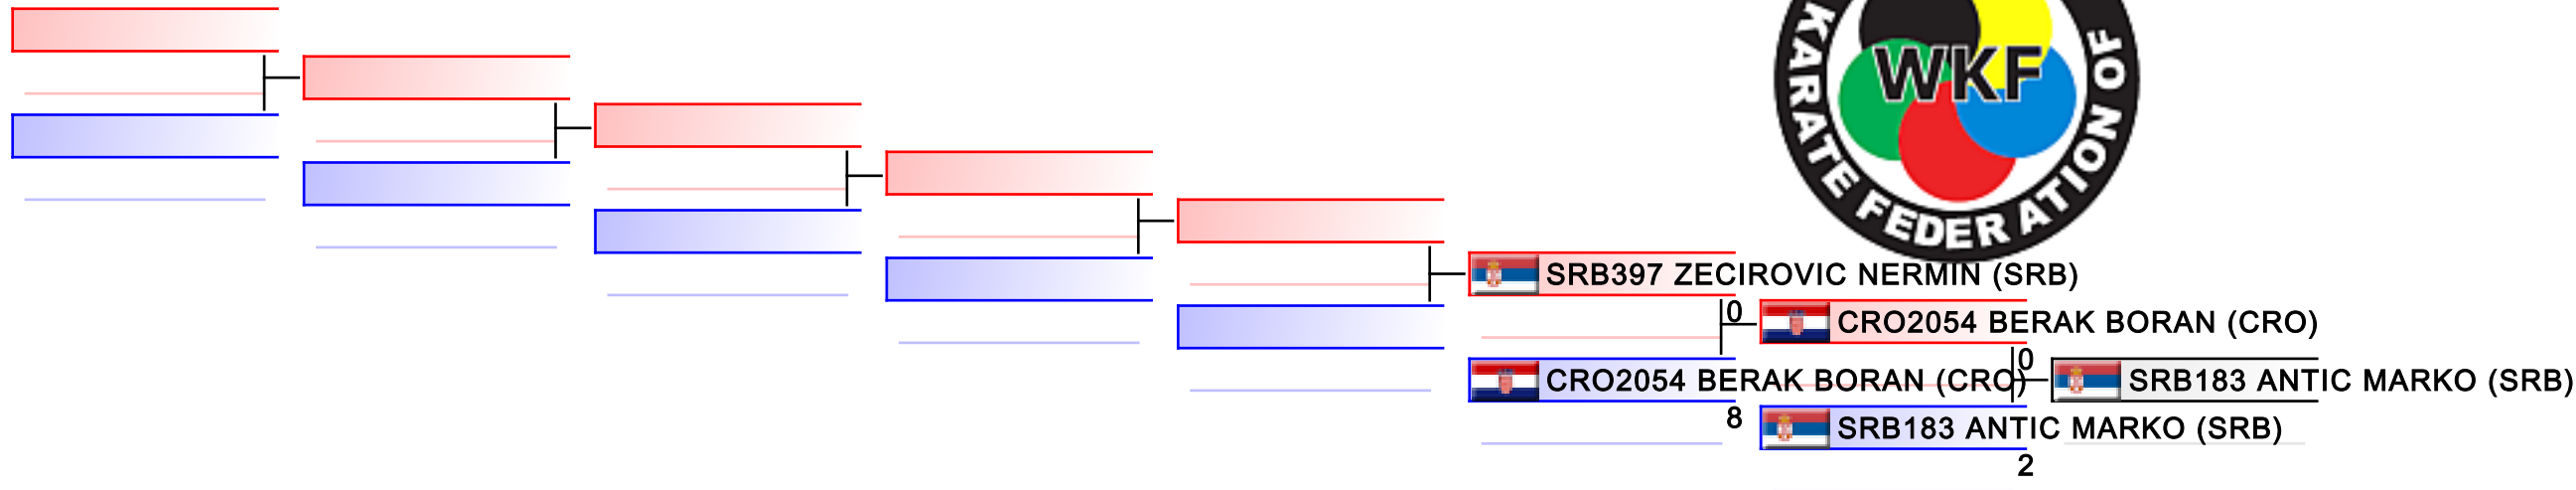 WKF
KARATE FEDERATION OF
SRB397 ZECIROVIC NERMIN (SRB)
0
CRO2054 BERAK BORAN (CRO)
0
CRO2054 BERAK BORAN (CRO)
SRB183 ANTIC MARKO (SRB)
8
SRB183 ANTIC MARKO (SRB)
2